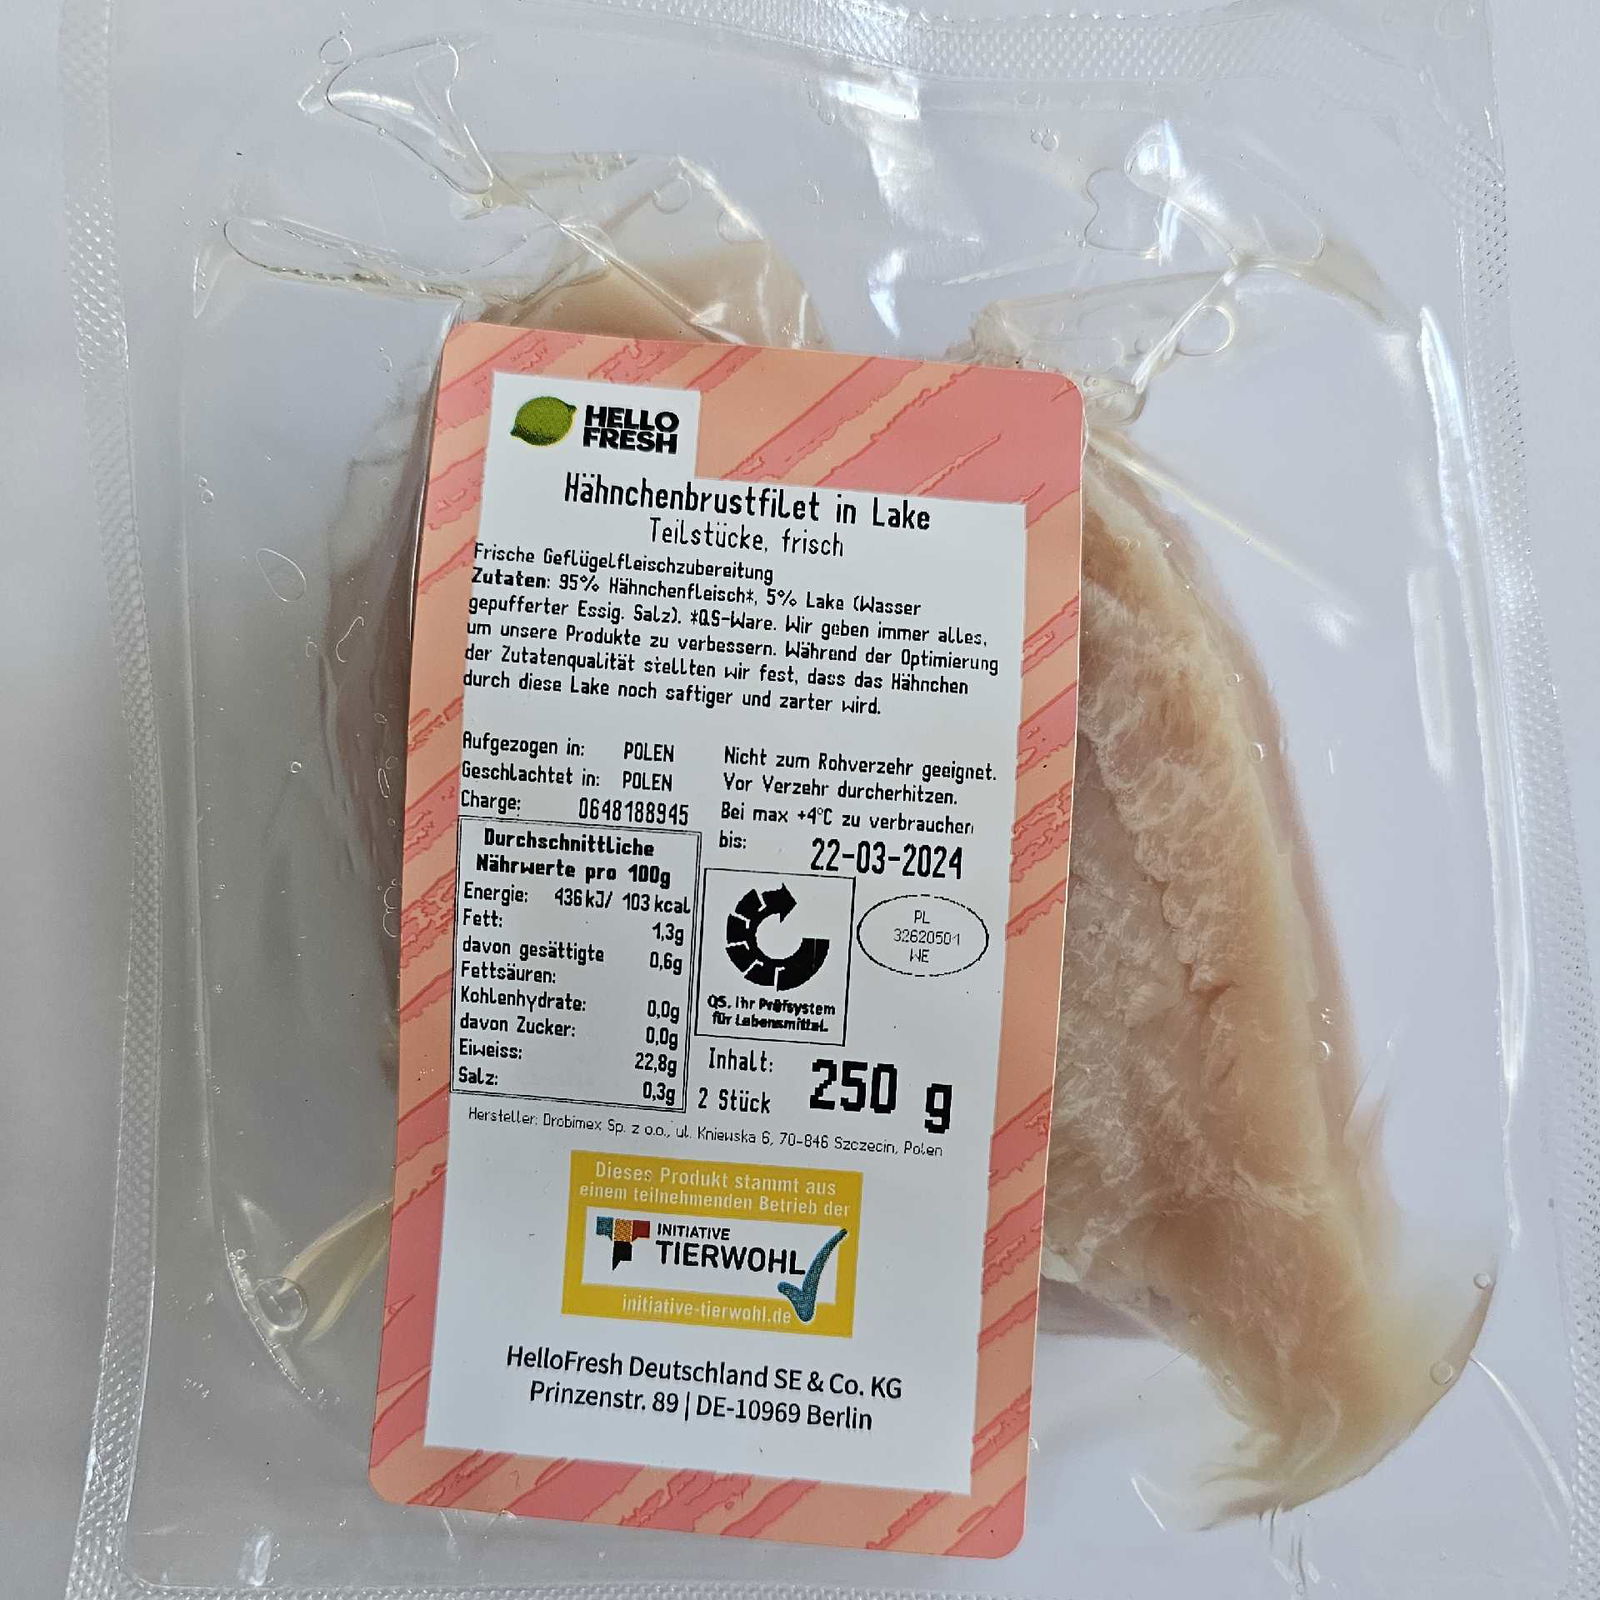 HELLO
FRESH
Hähnchenbrustfilet in Lake
Teilstücke, frisch
Frische Geflügelfleischzubereitung
Zutaten: 95% Hähnchenfleisch*, 5% Lake (Wasser
gepufferter Essig. Salz). *QS-Ware. Wir geben immer alles,
um unsere Produkte zu verbessern. Während der Optimierung
der Zutatenqualität stellten wir fest, dass das Hähnchen
durch diese Lake noch saftiger und zarter wird.
Aufgezogen in: POLEN
Geschlachtet in: POLEN
Charge: 0648188945
Nicht zum Rohverzehr geeignet.
Vor Verzehr durcherhitzen.
Bei max +4°C zu verbrauchen
bis: 22-03-2024
Durchschnittliche
Nährwerte pro 100g
Energie: 436kJ/ 103 kcal
Fett: 1,3g
davon gesättigte 0,6g
Fettsäuren:
Kohlenhydrate: 0,0g
davon Zucker: 0,0g
Eiweiss: 22,8g
Salz: 0,3g
QS. Ihr Prüfsystem
für Lebensmittel.
PL
32620501
WE
Inhalt:
2 Stück 250 g
Hersteller: Drobimex Sp. z o.o., ul. Kniewska 6, 70-846 Szczecin, Polen
Dieses Produkt stammt aus
einem teilnehmenden Betrieb der
INITIATIVE
TIERWOHL
initiative-tierwohl.de
HelloFresh Deutschland SE & Co. KG
Prinzenstr. 89 | DE-10969 Berlin